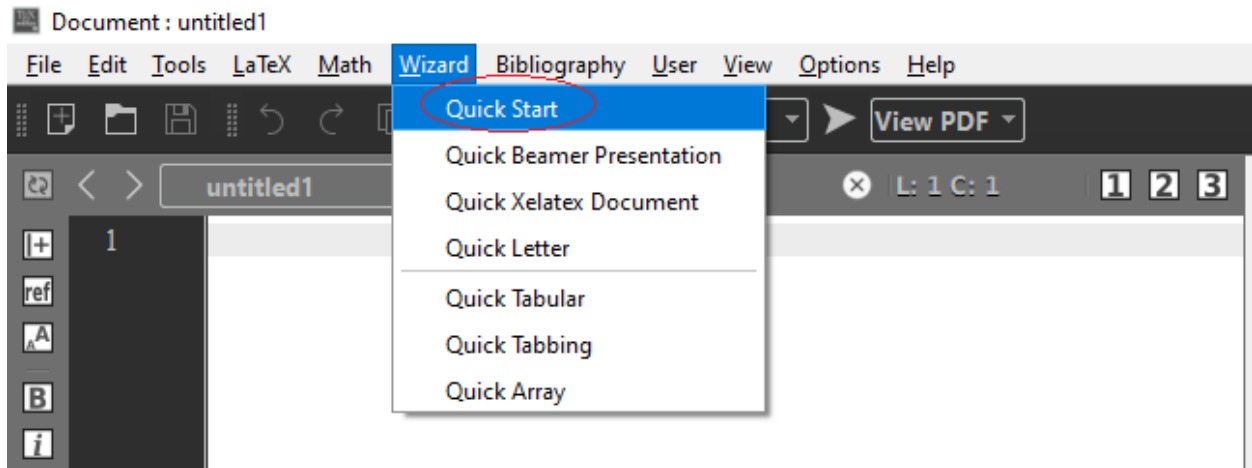 Document : untitled1
File Edit Tools LaTeX Math Wizard Bibliography User View Options Help
Quick Start
View PDF
Quick Beamer Presentation
untitled1
L: 1 C: 1
1 2 3
Quick Xelatex Document
1
Quick Letter
ref
Quick Tabular
AA
Quick Tabbing
B
Quick Array
i